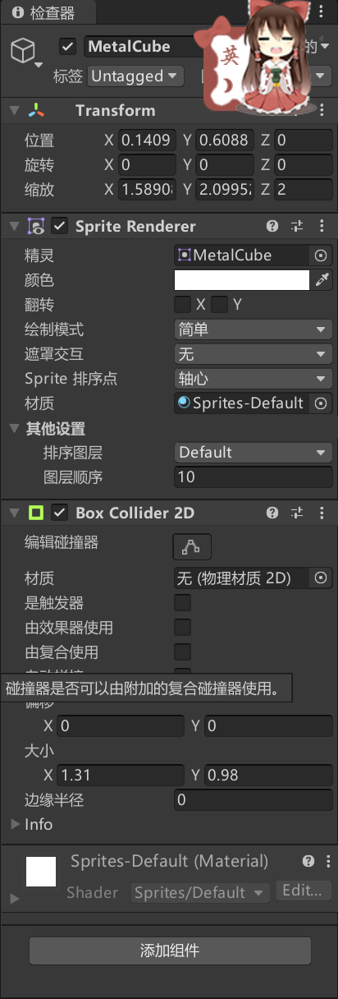 检查器
MetalCube
的
标签 Untagged
英
Transform
位置 X 0.1409 Y 0.6088 Z 0
旋转 X 0 Y 0 Z 0
缩放 X 1.5890 Y 2.0995 Z 2
Sprite Renderer
精灵 MetalCube
颜色
翻转 X Y
绘制模式 简单
遮罩交互 无
Sprite 排序点 轴心
材质 Sprites-Default
其他设置
排序图层 Default
图层顺序 10
Box Collider 2D
编辑碰撞器
材质 无 (物理材质 2D)
是触发器
由效果器使用
由复合使用
碰撞器是否可以由附加的复合碰撞器使用。
偏移
X 0 Y 0
大小
X 1.31 Y 0.98
边缘半径 0
Info
Sprites-Default (Material)
Shader Sprites/Default Edit...
添加组件